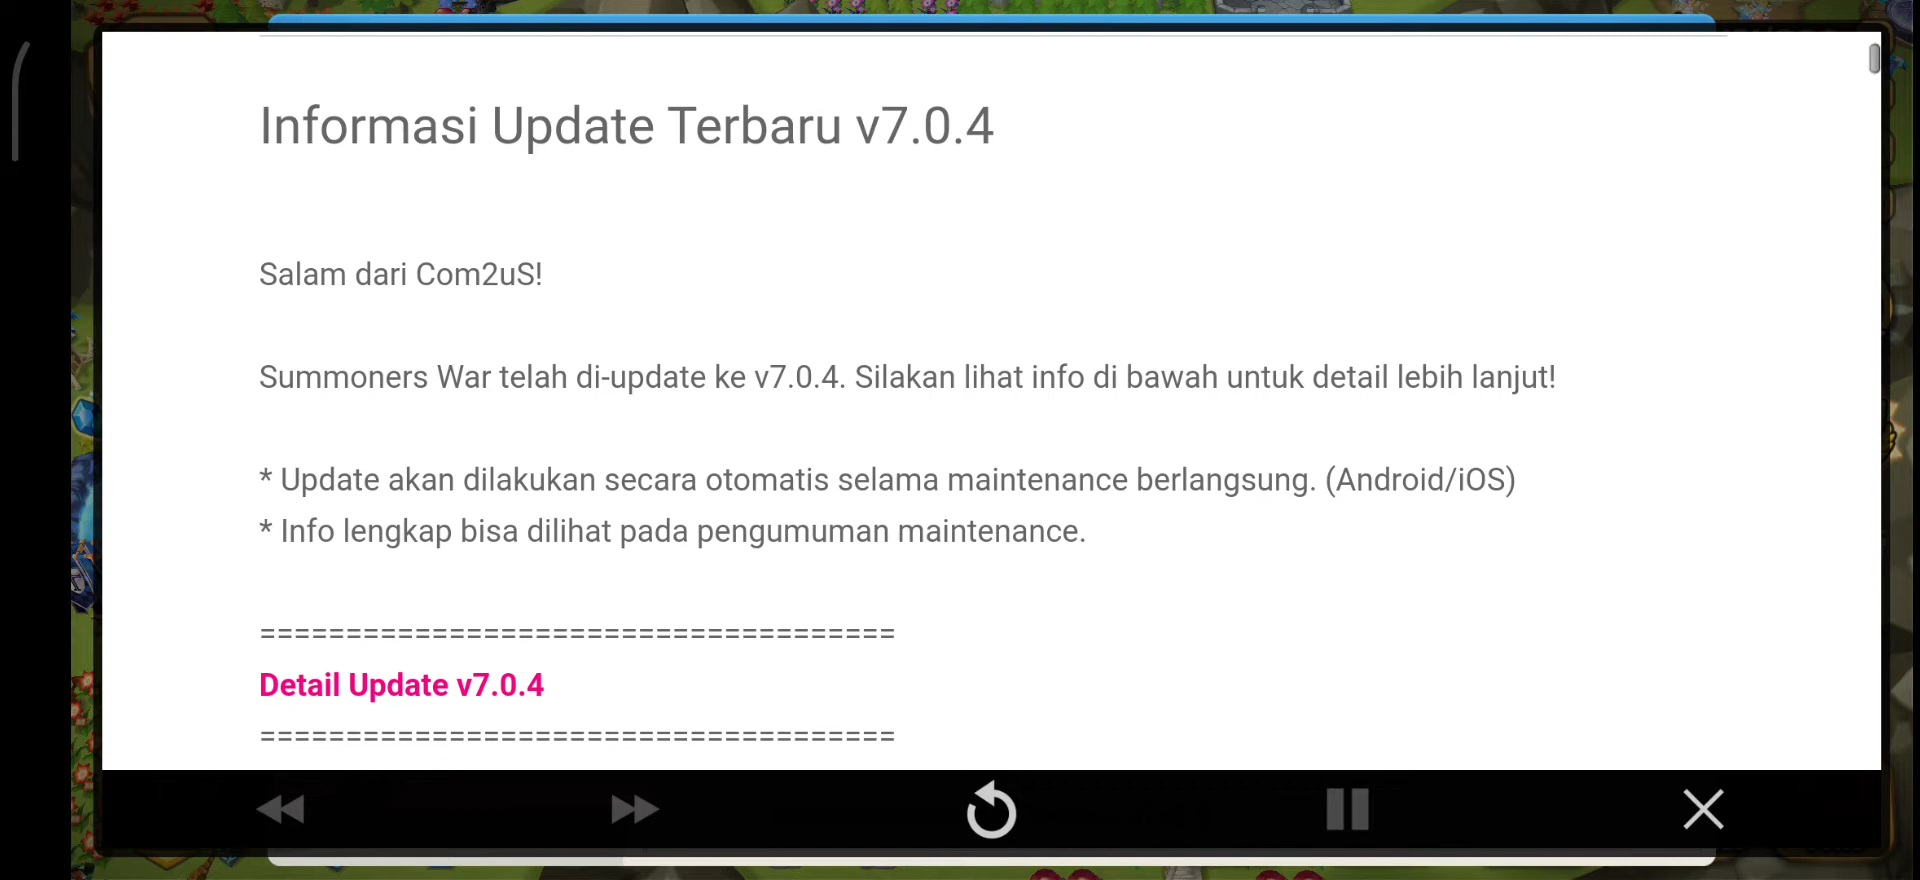 Informasi Update Terbaru v7.0.4
Salam dari Com2uS!
Summoners War telah di-update ke v7.0.4. Silakan lihat info di bawah untuk detail lebih lanjut!
* Update akan dilakukan secara otomatis selama maintenance berlangsung. (Android/iOS)
* Info lengkap bisa dilihat pada pengumuman maintenance.
=====================================
Detail Update v7.0.4
=====================================